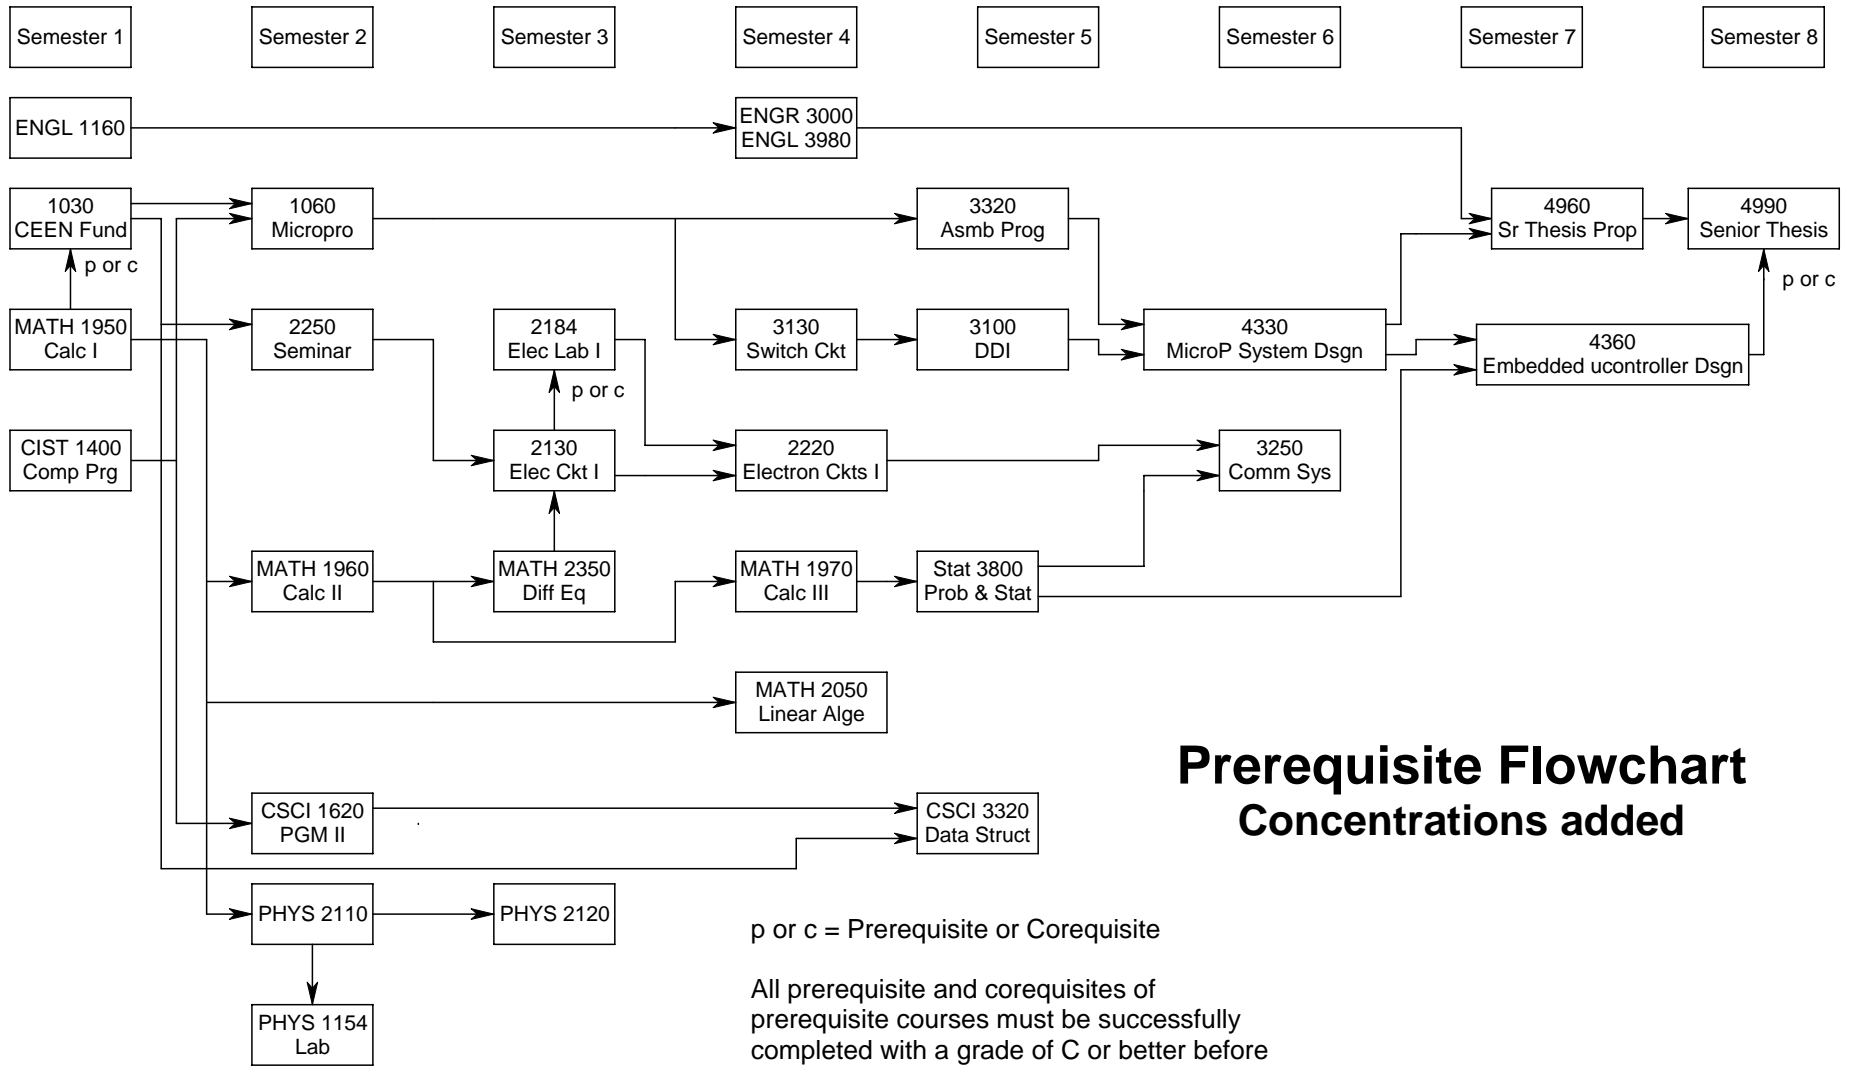 Semester 1
Semester 2
Semester 3
Semester 4
Semester 5
Semester 6
Semester 7
Semester 8
ENGL 1160
ENGR 3000
ENGL 3980
1030
CEEN Fund
1060
Micropro
3320
Asmb Prog
4960
Sr Thesis Prop
4990
Senior Thesis
p or c
p or c
MATH 1950
Calc I
2250
Seminar
2184
Elec Lab I
3130
Switch Ckt
3100
DDI
4330
MicroP System Dsgn
4360
Embedded ucontroller Dsgn
p or c
CIST 1400
Comp Prg
2130
Elec Ckt I
2220
Electron Ckts I
3250
Comm Sys
MATH 1960
Calc II
MATH 2350
Diff Eq
MATH 1970
Calc III
Stat 3800
Prob & Stat
MATH 2050
Linear Alge
Prerequisite Flowchart
Concentrations added
CSCI 1620
PGM II
CSCI 3320
Data Struct
PHYS 2110
PHYS 2120
p or c = Prerequisite or Corequisite
All prerequisite and corequisites of
prerequisite courses must be successfully
completed with a grade of C or better before
PHYS 1154
Lab